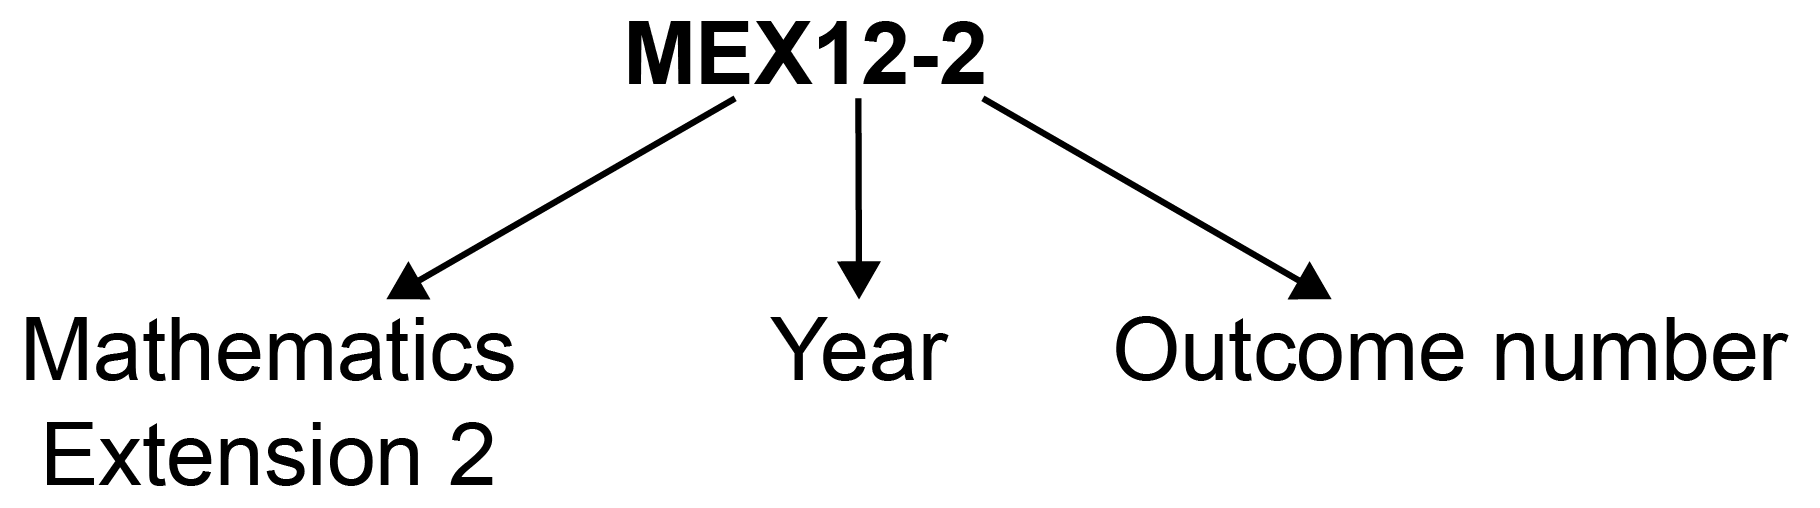 MEX12-2
Mathematics
Extension 2
Year
Outcome number